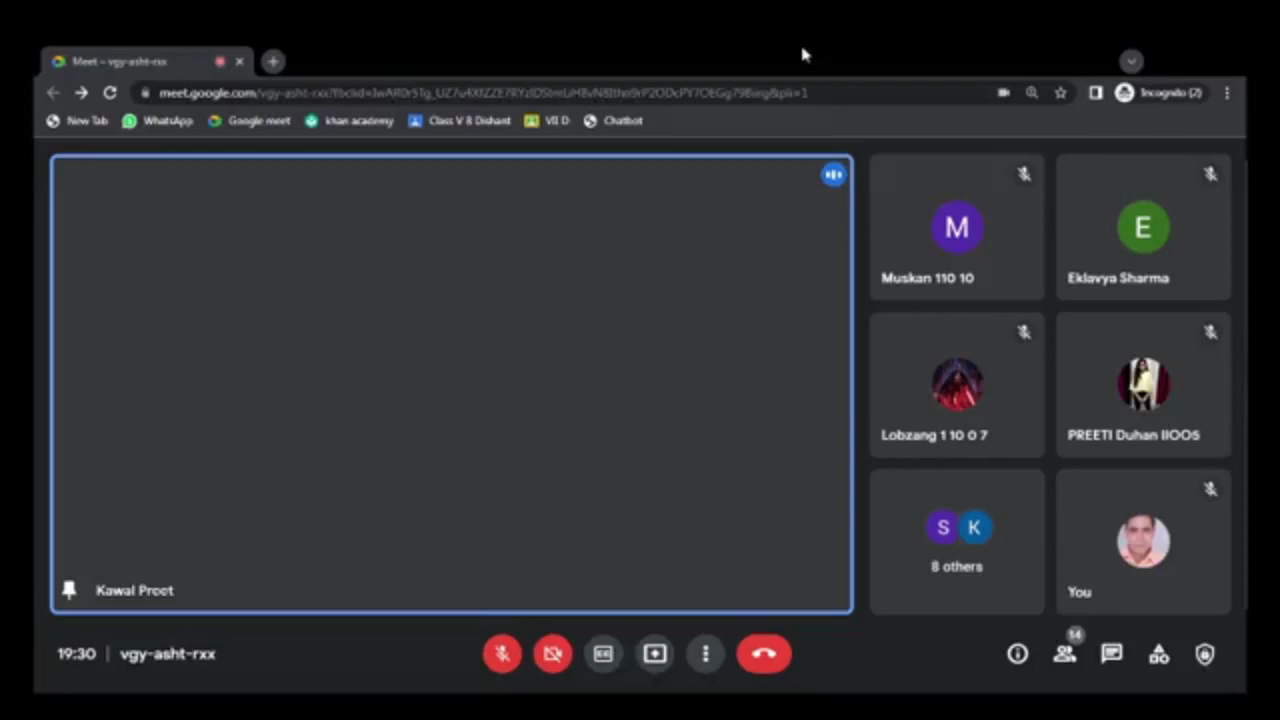 Meet – vgy-asht-rxx
meet.google.com
Incognito (2)
New Tab WhatsApp Google meet khan academy Class V B Dishant VII D Chatbot
M
Muskan 110 10
E
Eklavya Sharma
Lobzang 1 10 0 7
PREETI Duhan IIOO5
S K
8 others
You
Kawal Preet
19:30 | vgy-asht-rxx
CC
14